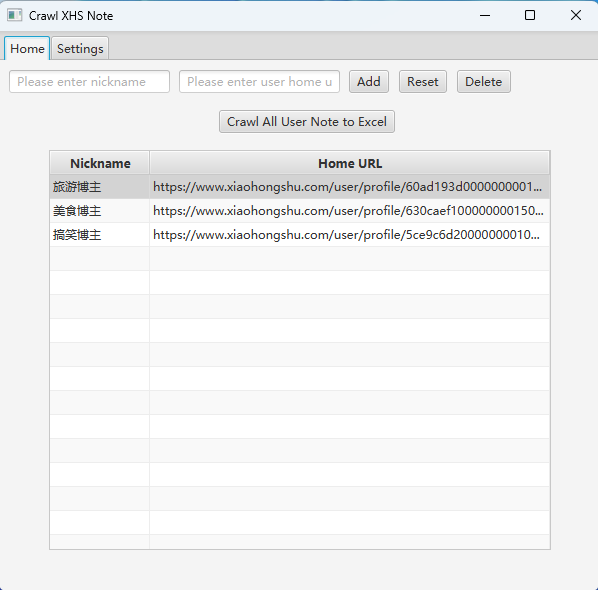 Crawl XHS Note
Home Settings
Please enter nickname Please enter user home u Add Reset Delete
Crawl All User Note to Excel
Nickname Home URL
旅游博主 https://www.xiaohongshu.com/user/profile/60ad193d0000000001...
美食博主 https://www.xiaohongshu.com/user/profile/630caef100000000150...
搞笑博主 https://www.xiaohongshu.com/user/profile/5ce9c6d20000000010...